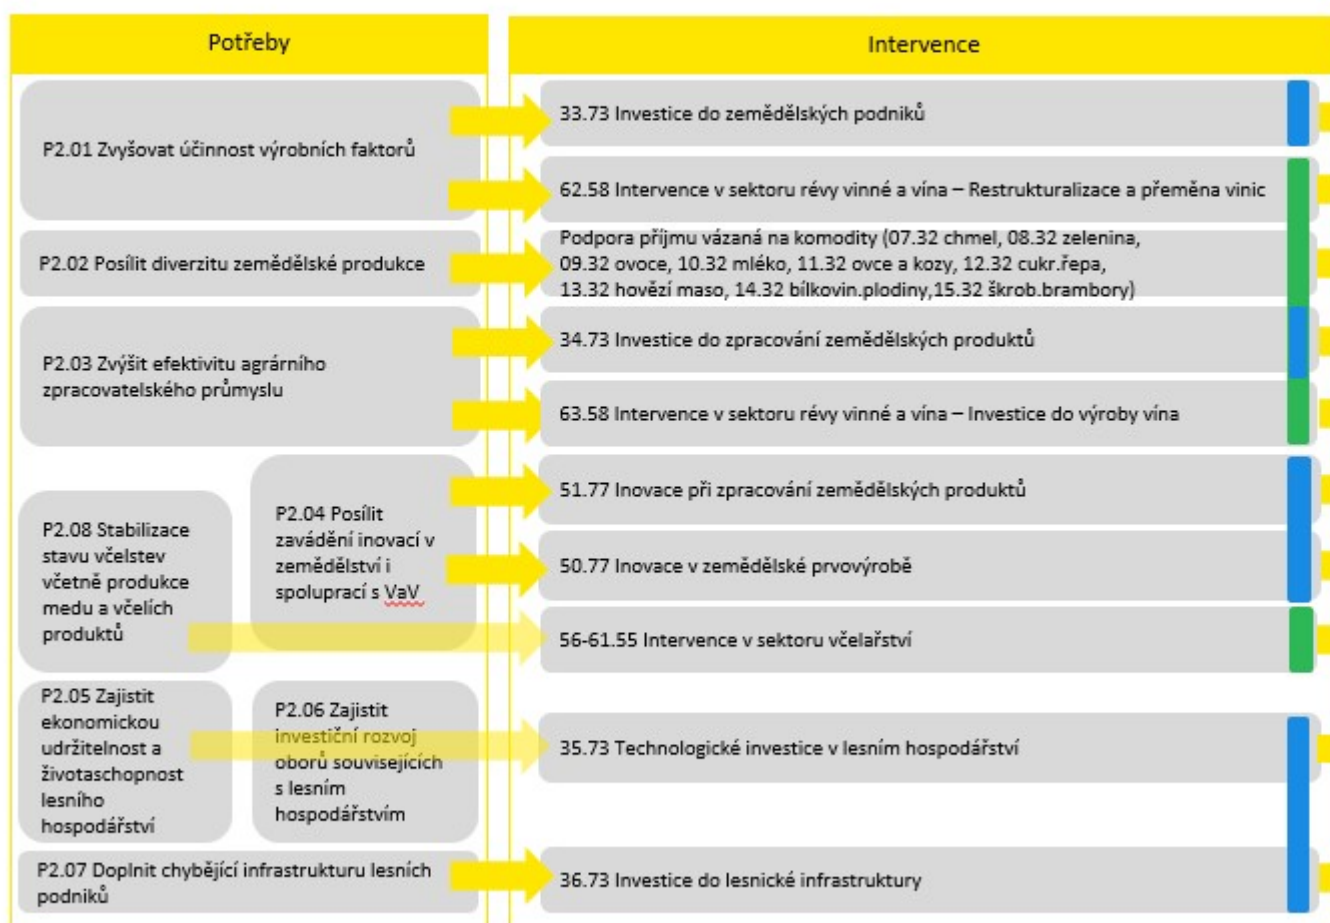 Potřeby
Intervence
P2.01 Zvyšovat účinnost výrobních faktorů
33.73 Investice do zemědělských podniků
62.58 Intervence v sektoru révy vinné a vína – Restrukturalizace a přeměna vinic
P2.02 Posílit diverzitu zemědělské produkce
Podpora příjmu vázaná na komodity (07.32 chmel, 08.32 zelenina,
09.32 ovoce, 10.32 mléko, 11.32 ovce a kozy, 12.32 cukr.řepa,
13.32 hovězí maso, 14.32 bílkovin.plodiny,15.32 škrob.brambory)
P2.03 Zvýšit efektivitu agrárního
zpracovatelského průmyslu
34.73 Investice do zpracování zemědělských produktů
63.58 Intervence v sektoru révy vinné a vína – Investice do výroby vína
P2.08 Stabilizace
stavu včelstev
včetně produkce
medu a včelích
produktů
P2.04 Posílit
zavádění inovací v
zemědělství i
spoluprací s VaV
51.77 Inovace při zpracování zemědělských produktů
50.77 Inovace v zemědělské prvovýrobě
56-61.55 Intervence v sektoru včelařství
P2.05 Zajistit
ekonomickou
udržitelnost a
životaschopnost
lesního
hospodářství
P2.06 Zajistit
investiční rozvoj
oborů souvisejících
s lesním
hospodářstvím
35.73 Technologické investice v lesním hospodářství
P2.07 Doplnit chybějící infrastrukturu lesních
podniků
36.73 Investice do lesnické infrastruktury